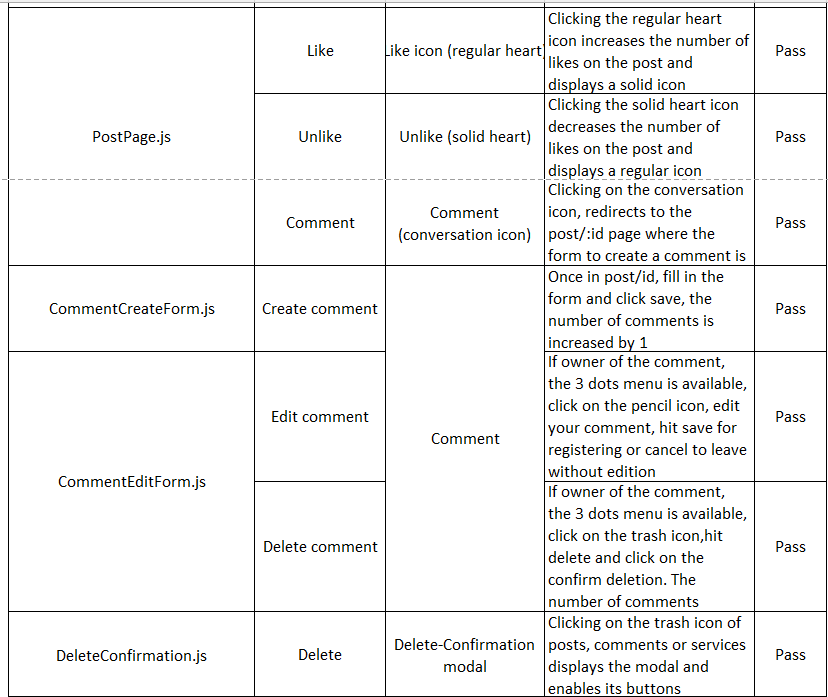 Like
Like icon (regular heart)
Clicking the regular heart
icon increases the number of
likes on the post and
displays a solid icon
Pass
PostPage.js
Unlike
Unlike (solid heart)
Clicking the solid heart icon
decreases the number of
likes on the post and
displays a regular icon
Pass
Comment
Comment
(conversation icon)
Clicking on the conversation
icon, redirects to the
post/:id page where the
form to create a comment is
Pass
CommentCreateForm.js
Create comment
Once in post/id, fill in the
form and click save, the
number of comments is
increased by 1
Pass
Comment
CommentEditForm.js
Edit comment
If owner of the comment,
the 3 dots menu is available,
click on the pencil icon, edit
your comment, hit save for
registering or cancel to leave
without edition
Pass
Delete comment
If owner of the comment,
the 3 dots menu is available,
click on the trash icon,hit
delete and click on the
confirm deletion. The
number of comments
Pass
DeleteConfirmation.js
Delete
Delete-Confirmation
modal
Clicking on the trash icon of
posts, comments or services
displays the modal and
enables its buttons
Pass